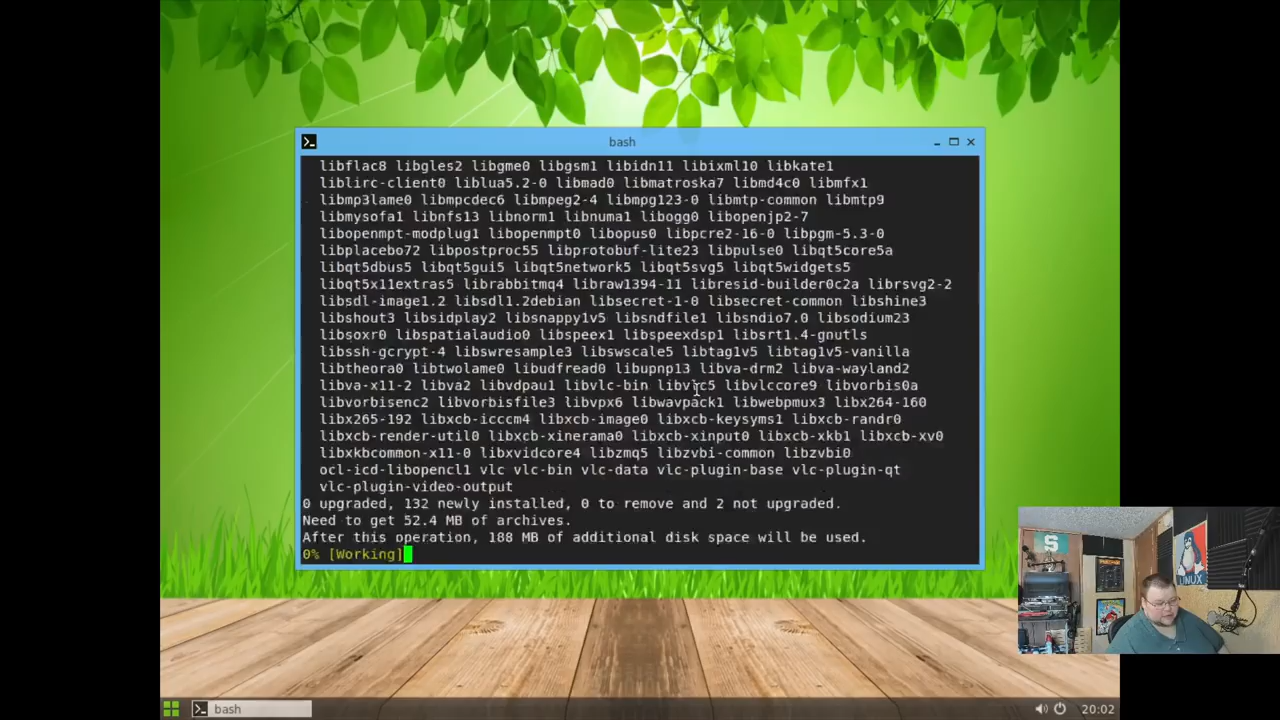 bash
libflac8 libgles2 libgme0 libgsm1 libidn11 libixml10 libkate1
liblirc-client0 liblua5.2-0 libmad0 libmatroska7 libmd4c0 libmfx1
libmp3lame0 libmpcdec6 libmpeg2-4 libmpg123-0 libmtp-common libmtp9
libmysofa1 libnfs13 libnorm1 libnuma1 libogg0 libopenjp2-7
libopenmpt-modplug1 libopenmpt0 libopus0 libpcre2-16-0 libpgm-5.3-0
libplacebo72 libpostproc55 libprotobuf-lite23 libpulse0 libqt5core5a
libqt5dbus5 libqt5gui5 libqt5network5 libqt5svg5 libqt5widgets5
libqt5x11extras5 librabbitmq4 libraw1394-11 libresid-builder0c2a librsvg2-2
libsdl-image1.2 libsdl1.2debian libsecret-1-0 libsecret-common libshine3
libshout3 libsidplay2 libsnappy1v5 libsndfile1 libsndio7.0 libsodium23
libsoxr0 libspatialaudio0 libspeex1 libspeexdsp1 libsrt1.4-gnutls
libssh-gcrypt-4 libswresample3 libswscale5 libtag1v5 libtag1v5-vanilla
libtheora0 libtwolame0 libudfread0 libupnp13 libva-drm2 libva-wayland2
libva-x11-2 libva2 libvdpau1 libvlc-bin libvlc5 libvlccore9 libvorbis0a
libvorbisenc2 libvorbisfile3 libvpx6 libwavpack1 libwebpmux3 libx264-160
libx265-192 libxcb-icccm4 libxcb-image0 libxcb-keysyms1 libxcb-randr0
libxcb-render-util0 libxcb-xinerama0 libxcb-xinput0 libxcb-xkb1 libxcb-xv0
libxkbcommon-x11-0 libxvidcore4 libzmq5 libzvbi-common libzvbi0
ocl-icd-libopencl1 vlc vlc-bin vlc-data vlc-plugin-base vlc-plugin-qt
vlc-plugin-video-output
0 upgraded, 132 newly installed, 0 to remove and 2 not upgraded.
Need to get 52.4 MB of archives.
After this operation, 188 MB of additional disk space will be used.
0% [Working]
S
UNIX
bash
20:02